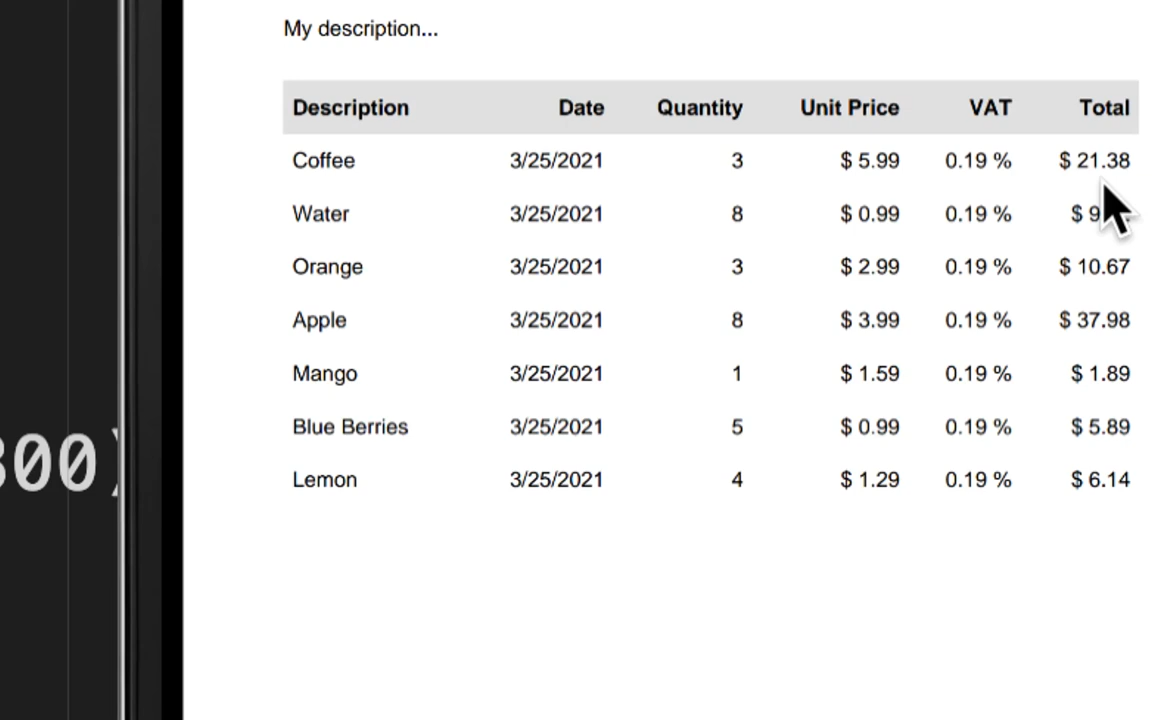 My description...
Description Date Quantity Unit Price VAT Total
Coffee 3/25/2021 3 $ 5.99 0.19 % $ 21.38
Water 3/25/2021 8 $ 0.99 0.19 %
Orange 3/25/2021 3 $ 2.99 0.19 % $ 10.67
Apple 3/25/2021 8 $ 3.99 0.19 % $ 37.98
Mango 3/25/2021 1 $ 1.59 0.19 % $ 1.89
Blue Berries 3/25/2021 5 $ 0.99 0.19 % $ 5.89
00)
Lemon 3/25/2021 4 $ 1.29 0.19 % $ 6.14